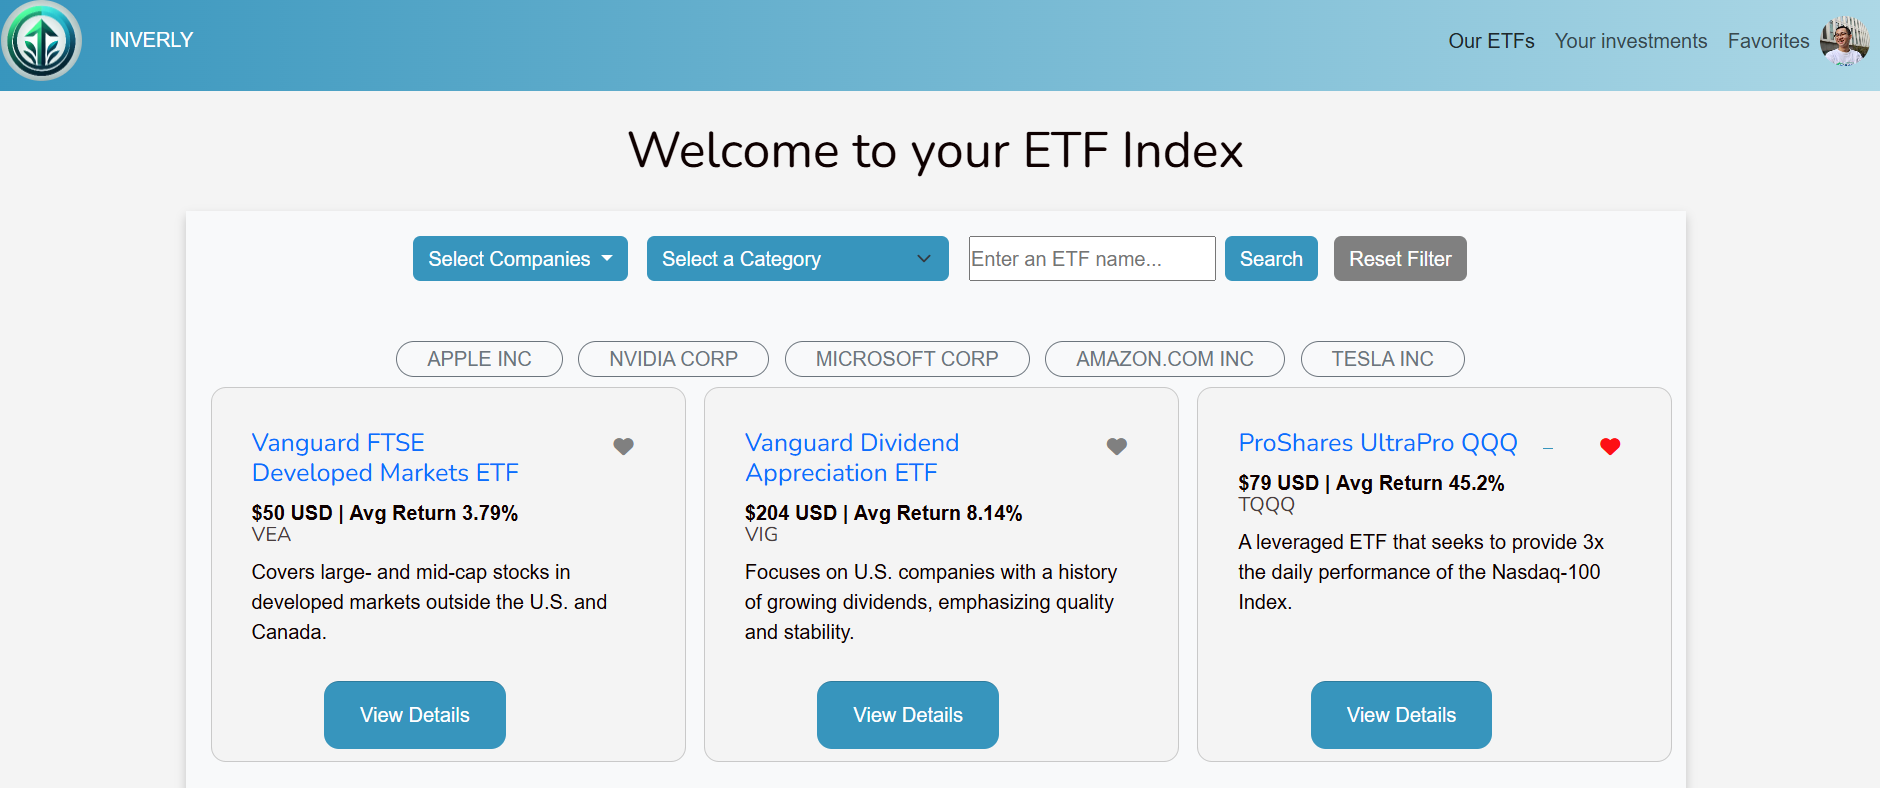 INVERLY
Our ETFs Your investments Favorites
Welcome to your ETF Index
Select Companies Select a Category Enter an ETF name... Search Reset Filter
APPLE INC NVIDIA CORP MICROSOFT CORP AMAZON.COM INC TESLA INC
Vanguard FTSE
Developed Markets ETF
$50 USD | Avg Return 3.79%
VEA
Covers large- and mid-cap stocks in
developed markets outside the U.S. and
Canada.
View Details
Vanguard Dividend
Appreciation ETF
$204 USD | Avg Return 8.14%
VIG
Focuses on U.S. companies with a history
of growing dividends, emphasizing quality
and stability.
View Details
ProShares UltraPro QQQ
$79 USD | Avg Return 45.2%
TQQQ
A leveraged ETF that seeks to provide 3x
the daily performance of the Nasdaq-100
Index.
View Details